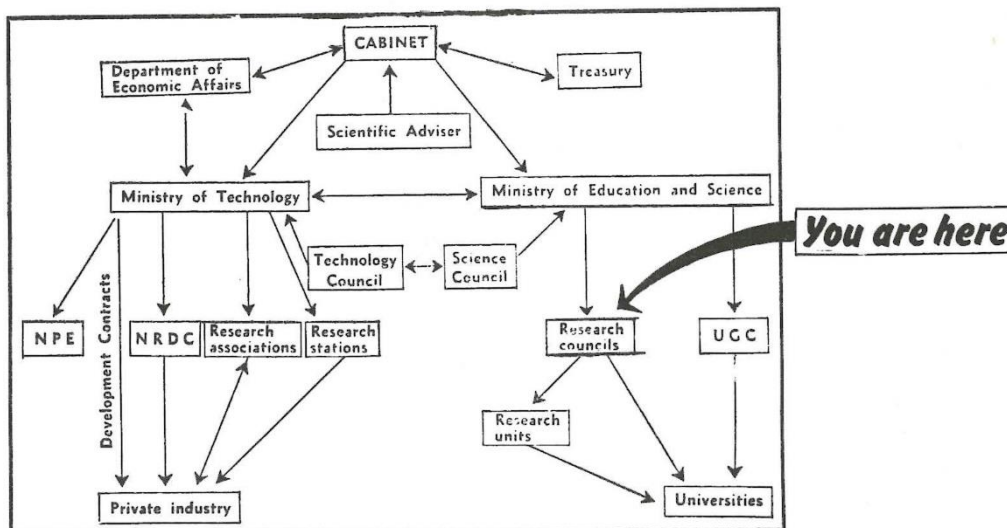 CABINET
Department of
Economic Affairs
Treasury
Scientific Adviser
Ministry of Technology
Ministry of Education and Science
You are here
Technology
Council
Science
Council
NPE
Development Contracts
NRDC
Research
associations
Research
stations
Research
councils
UGC
Research
units
Private industry
Universities